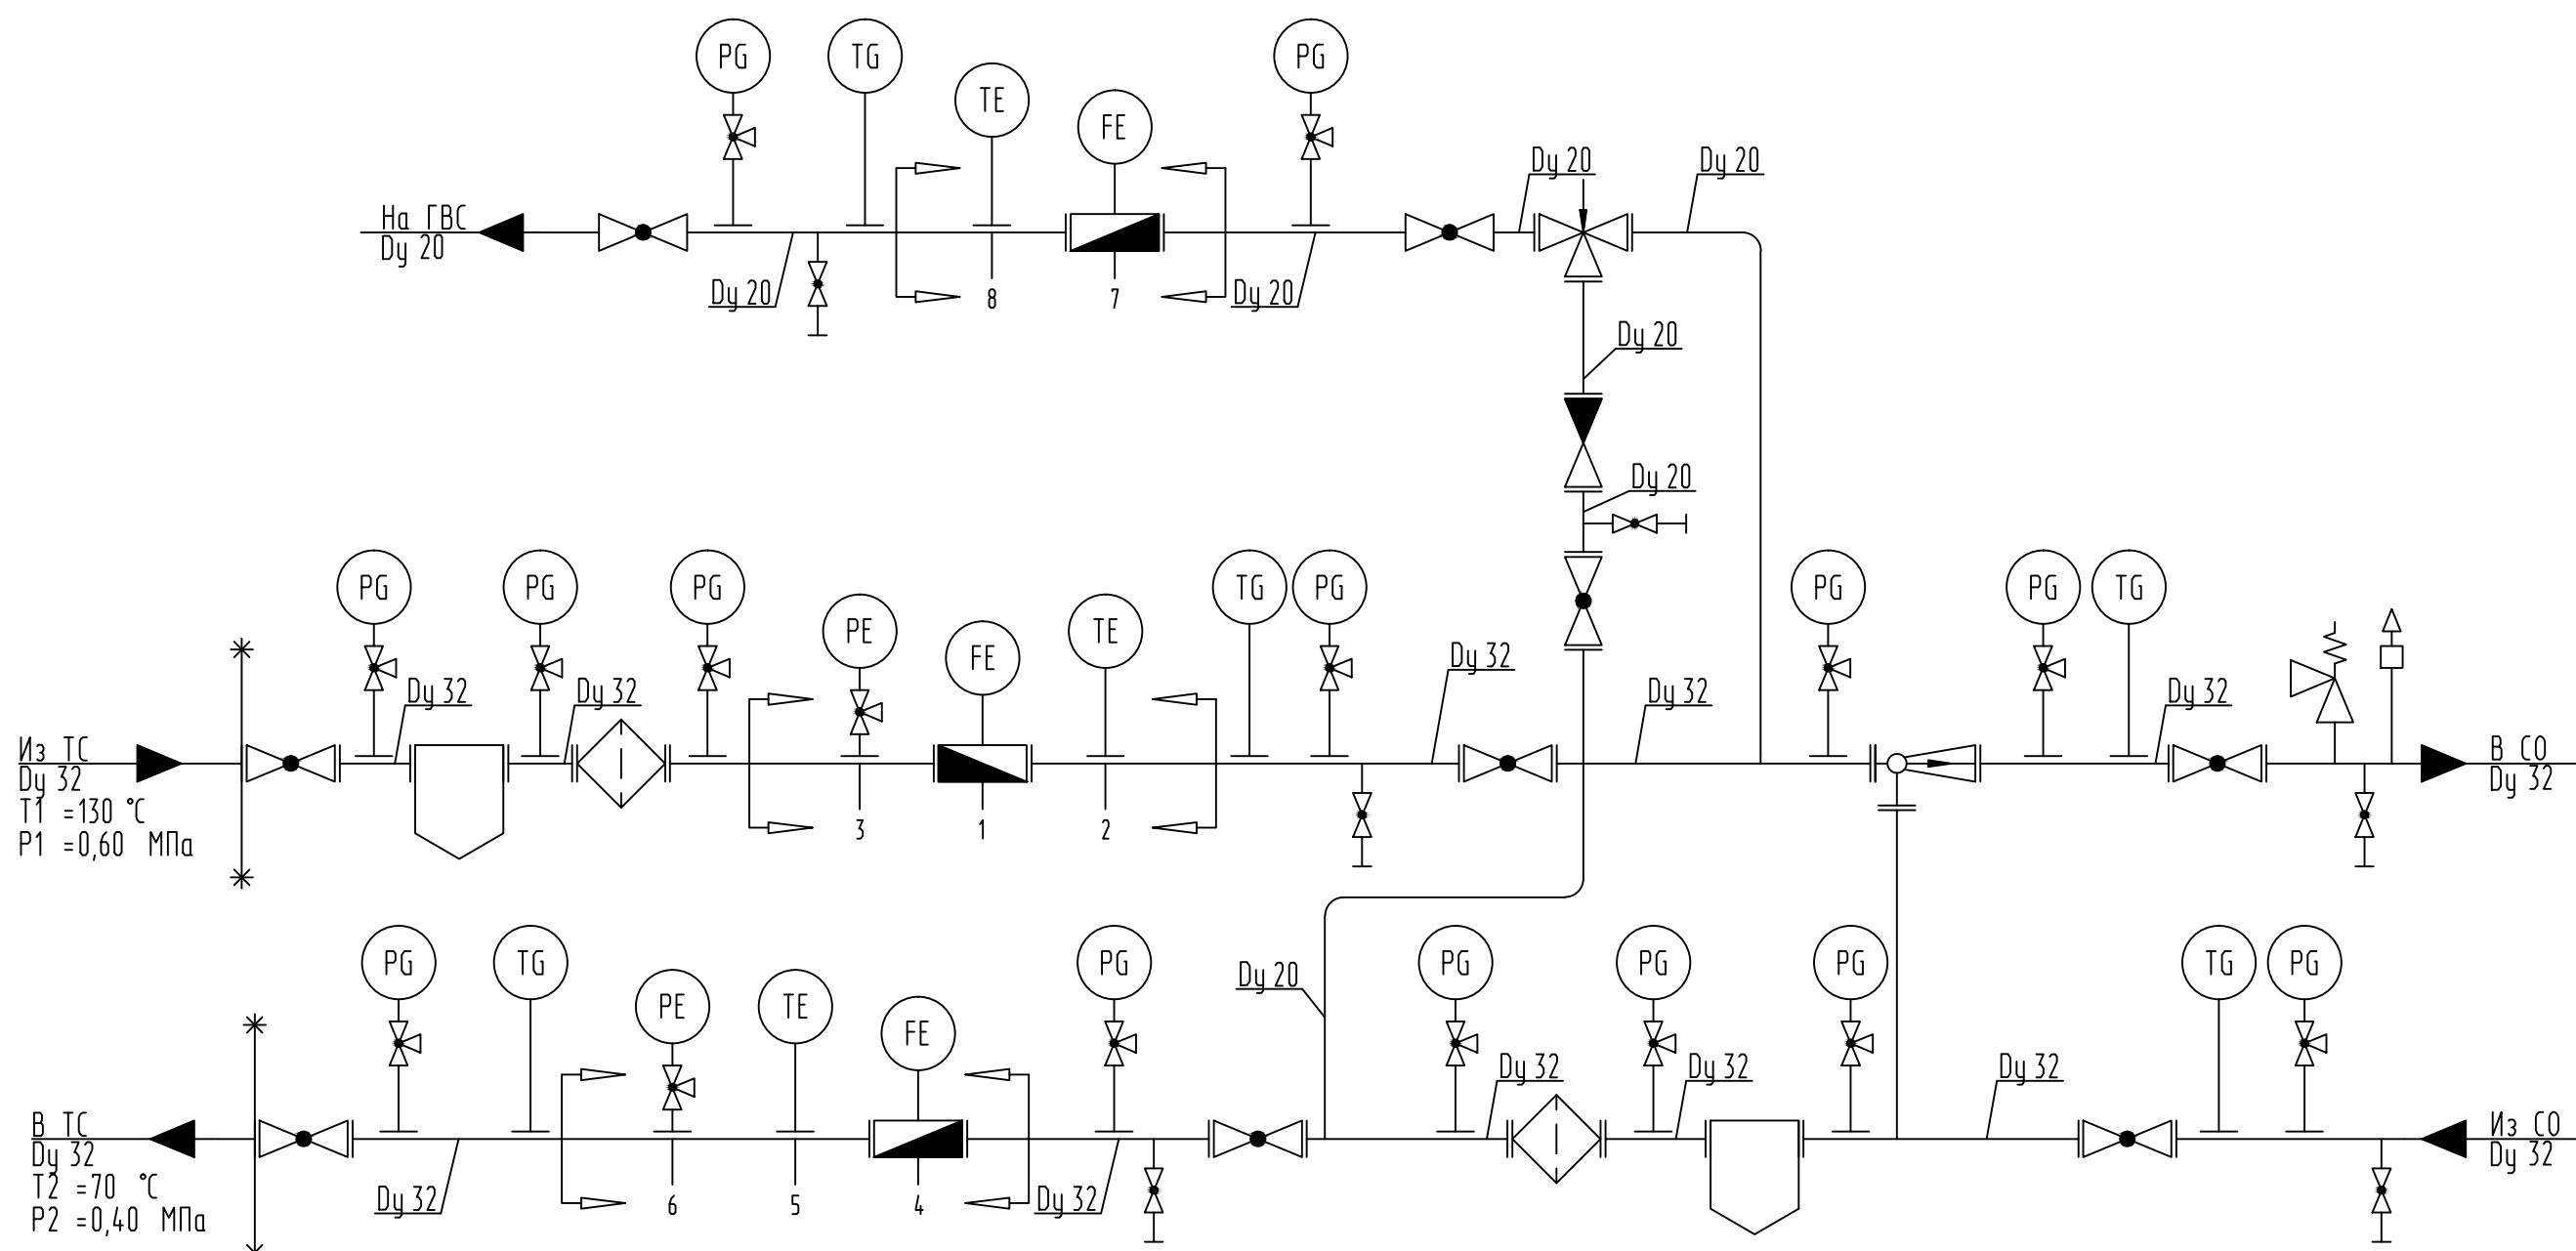 PG
TG
TE
FE
PG
Dy 20
Dy 20
На ГВС
Dy 20
Dy 20
8
7
Dy 20
Dy 20
Dy 20
PG
PG
PG
PE
FE
TE
TG
PG
PG
PG
TG
Dy 32
Dy 32
Dy 32
Dy 32
Dy 32
Из ТС
Dy 32
T1 =130 °C
P1 =0,60 МПа
3
1
2
В СО
Dy 32
PG
TG
PE
TE
FE
PG
Dy 20
PG
PG
PG
TG
PG
Dy 32
Dy 32
Dy 32
В ТС
Dy 32
T2 =70 °C
P2 =0,40 МПа
Dy 32
6
5
4
Dy 32
Из СО
Dy 32